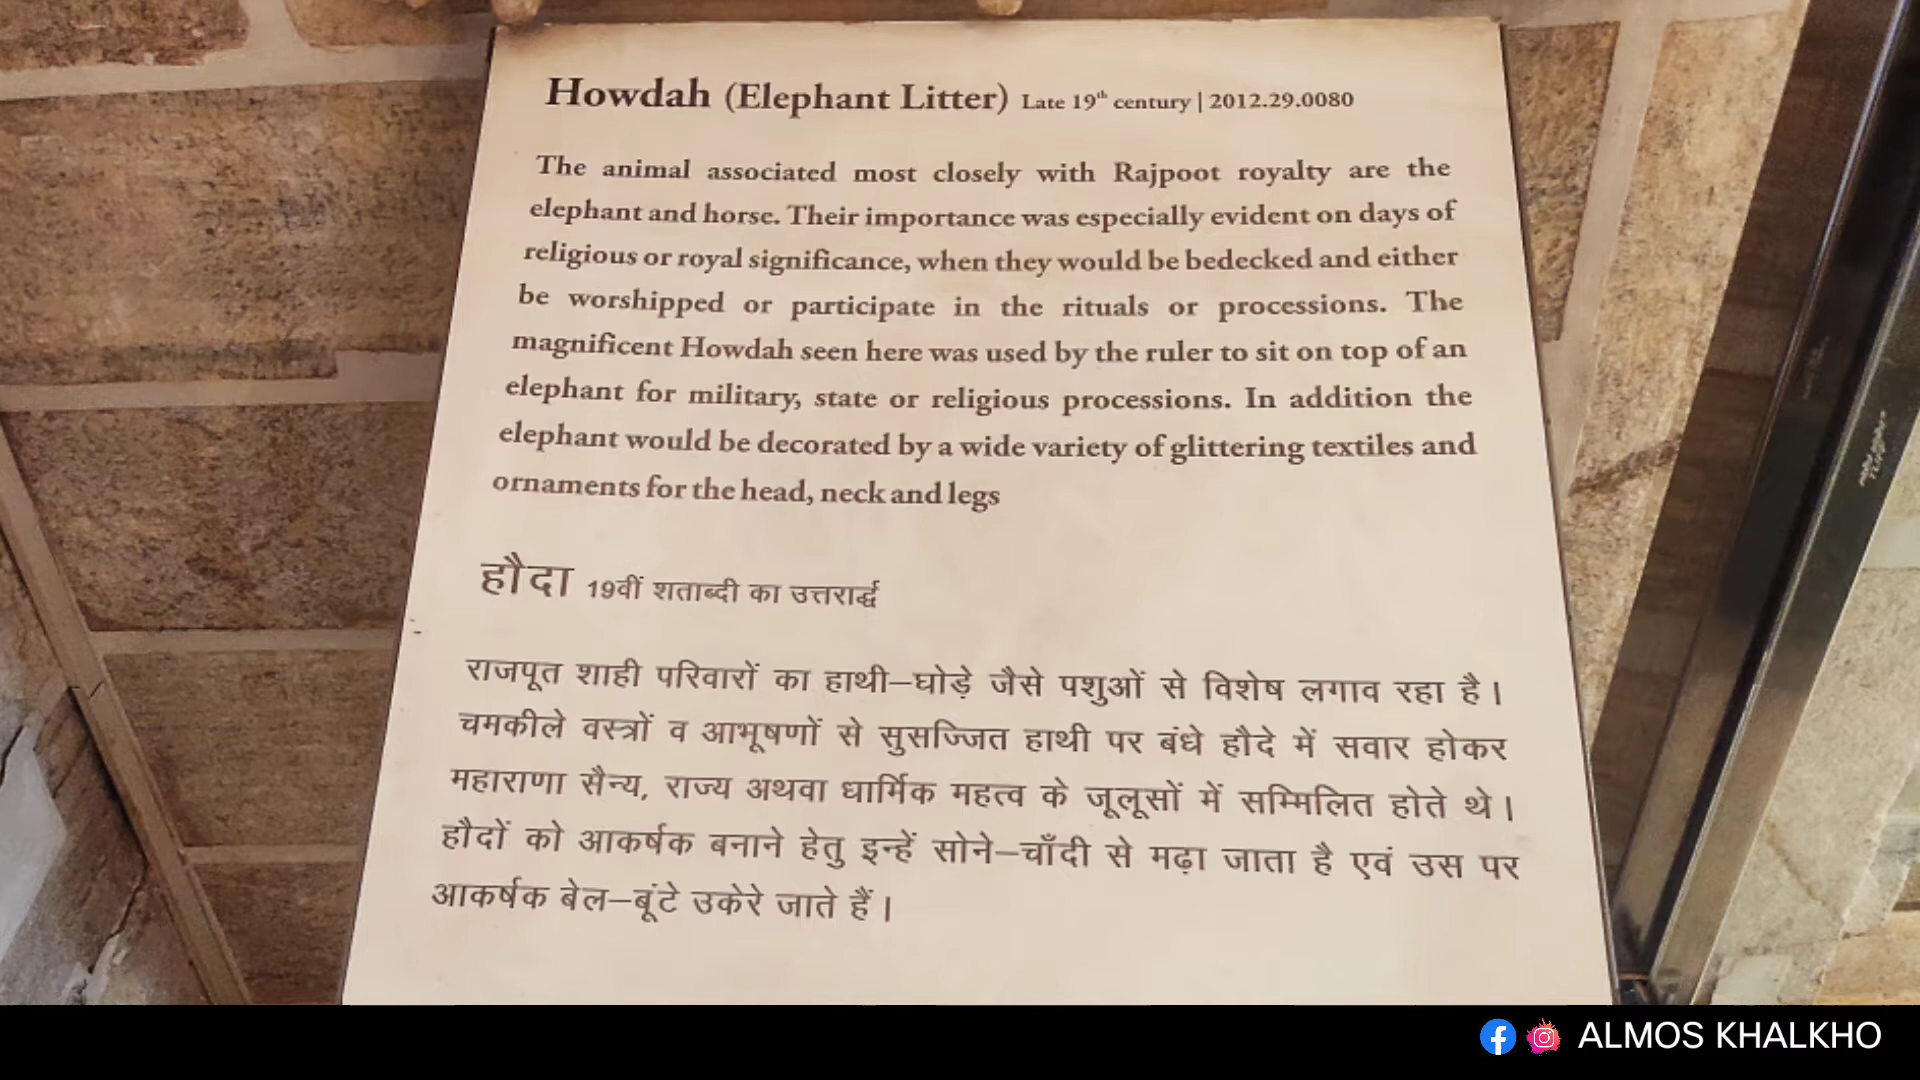 Howdah (Elephant Litter) Late 19th century | 2012.29.0080
The animal associated most closely with Rajpoot royalty are the
elephant and horse. Their importance was especially evident on days of
religious or royal significance, when they would be bedecked and either
be worshipped or participate in the rituals or processions. The
magnificent Howdah seen here was used by the ruler to sit on top of an
elephant for military, state or religious processions. In addition the
elephant would be decorated by a wide variety of glittering textiles and
ornaments for the head, neck and legs
हौदा 19वीं शताब्दी का उत्तरार्द्ध
राजपूत शाही परिवारों का हाथी–घोड़े जैसे पशुओं से विशेष लगाव रहा है।
चमकीले वस्त्रों व आभूषणों से सुसज्जित हाथी पर बंधे हौदे में सवार होकर
महाराणा सैन्य, राज्य अथवा धार्मिक महत्व के जूलूसों में सम्मिलित होते थे।
हौदों को आकर्षक बनाने हेतु इन्हें सोने–चाँदी से मढ़ा जाता है एवं उस पर
आकर्षक बेल–बूंटे उकेरे जाते हैं।
ALMOS KHALKHO